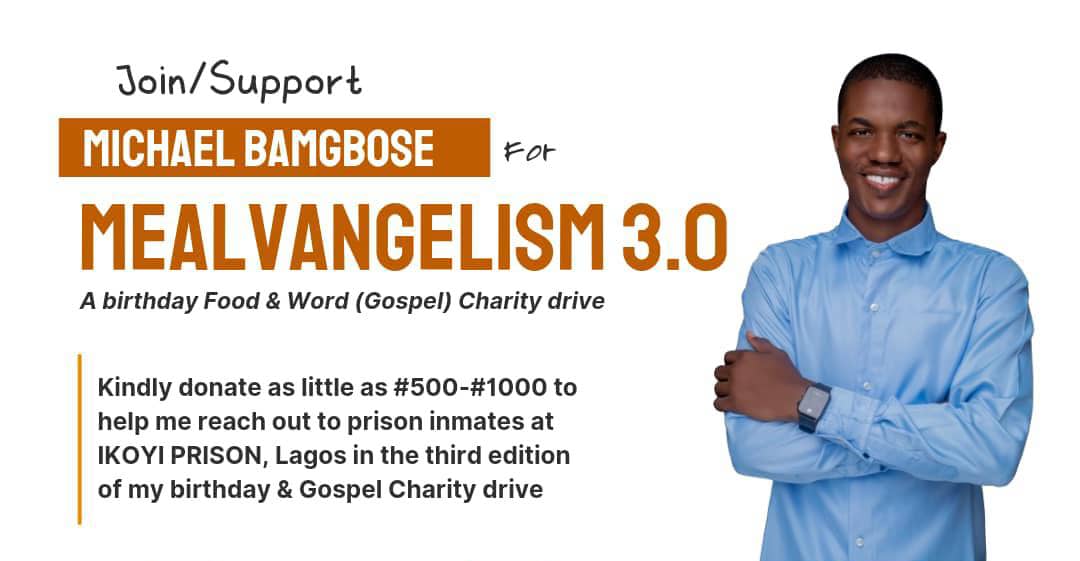 Join/Support
MICHAEL BAMGBOSE For
MEALVANGELISM 3.0
A birthday Food & Word (Gospel) Charity drive
Kindly donate as little as #500-#1000 to
help me reach out to prison inmates at
IKOYI PRISON, Lagos in the third edition
of my birthday & Gospel Charity drive